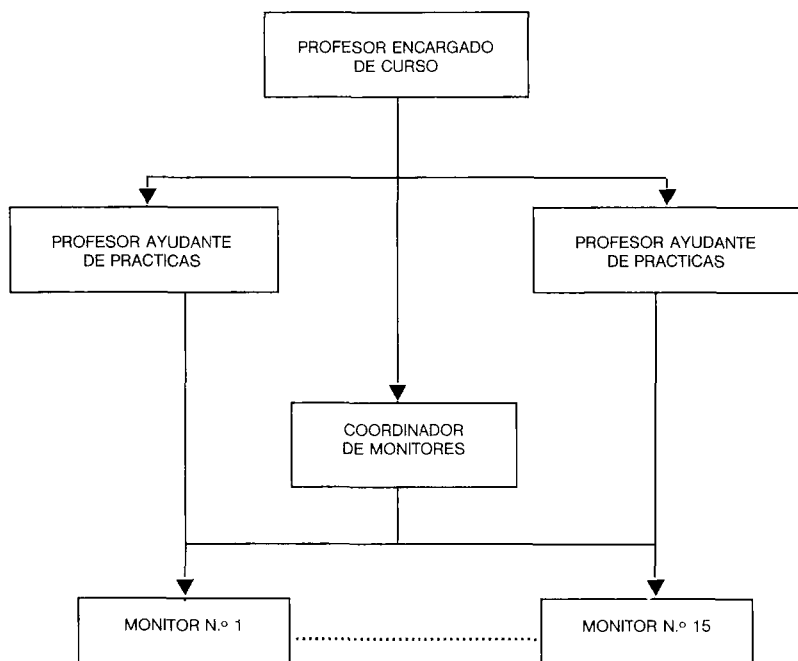 PROFESOR ENCARGADO
DE CURSO
PROFESOR AYUDANTE
DE PRACTICAS
PROFESOR AYUDANTE
DE PRACTICAS
COORDINADOR
DE MONITORES
MONITOR N.º 1
MONITOR N.º 15